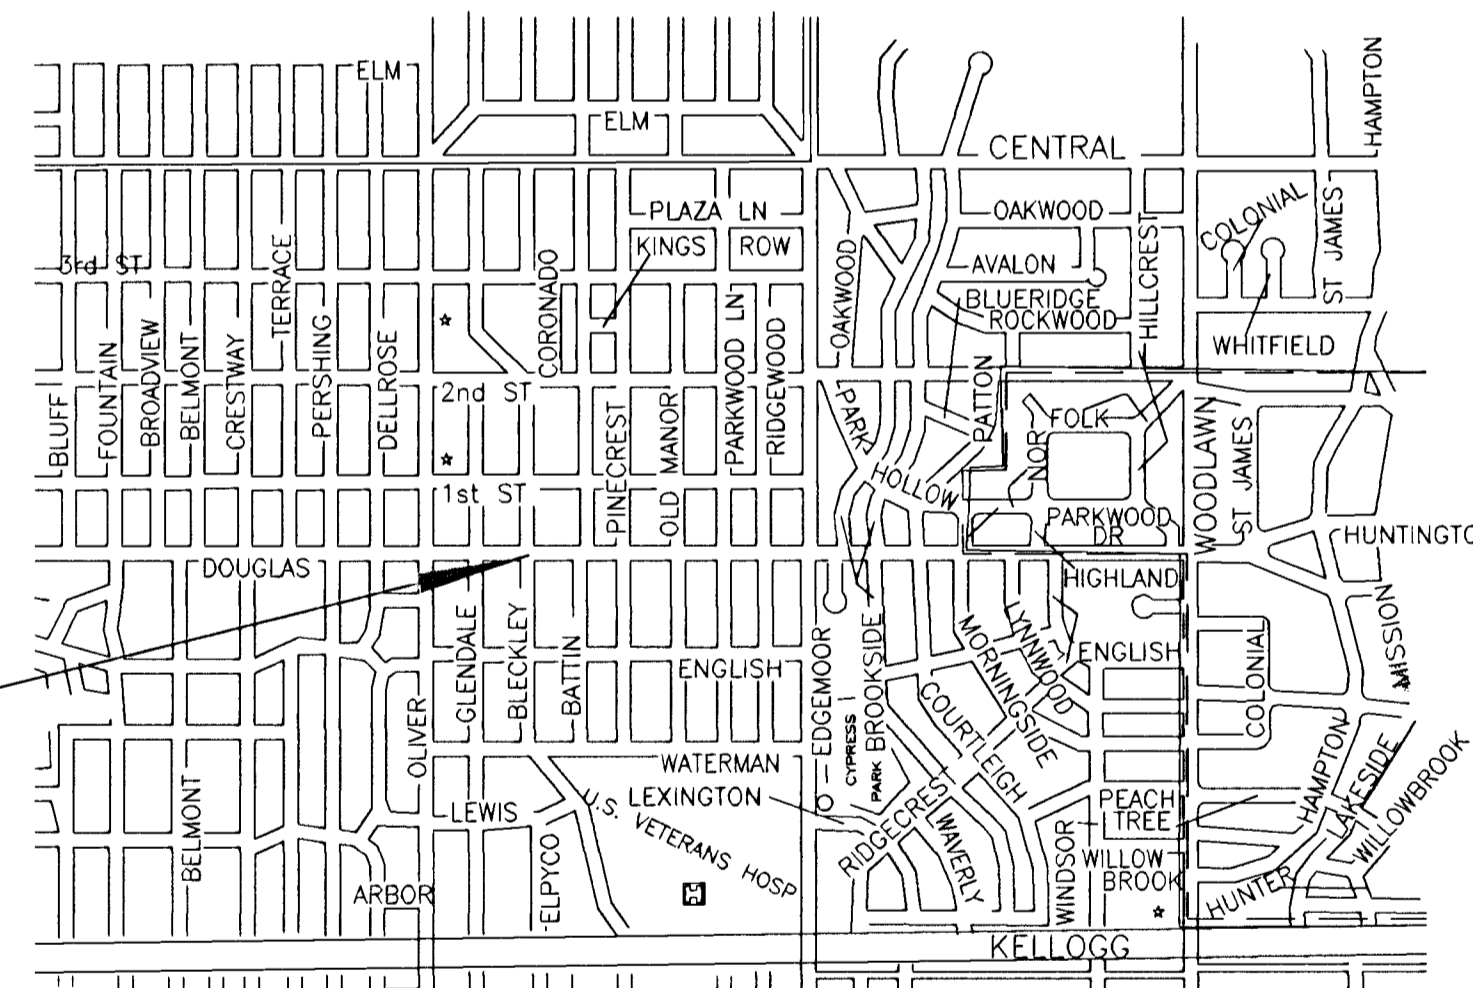 ELM
HAMPTON
ELM
CENTRAL
PLAZA LN
OAKWOOD
COLONIAL
ST JAMES
KINGS ROW
HILLCREST
3rd ST
TERRACE
CORONADO
OAKWOOD
AVALON
BLUERIDGE
ROCKWOOD
WHITFIELD
BLUFF
FOUNTAIN
BROADVIEW
BELMONT
CRESTWAY
PERSHING
DELLROSE
2nd ST
PINECREST
OLD MANOR
PARKWOOD LN
RIDGEWOOD
PARK
HOLLOW
PATTON
NOR
FOLK
WOODLAWN
ST JAMES
1st ST
PARKWOOD
DR
HUNTINGTO
DOUGLAS
HIGHLAND
GLENDALE
BLECKLEY
BATTIN
ENGLISH
EDGEMOOR
CYPRESS
PARK
BROOKSIDE
MORNINGSIDE
LYNNWOOD
ENGLISH
COLONIAL
MISSION
OLIVER
COURTLEIGH
WATERMAN
LEXINGTON
LEWIS
U.S. VETERANS HOSP
H
RIDGECREST
WAVERLY
PEACH
TREE
HAMPTON
LAKESIDE
WILLOWBROOK
BELMONT
ARBOR
ELPYCO
WINDSOR
WILLOW
BROOK
HUNTER
KELLOGG